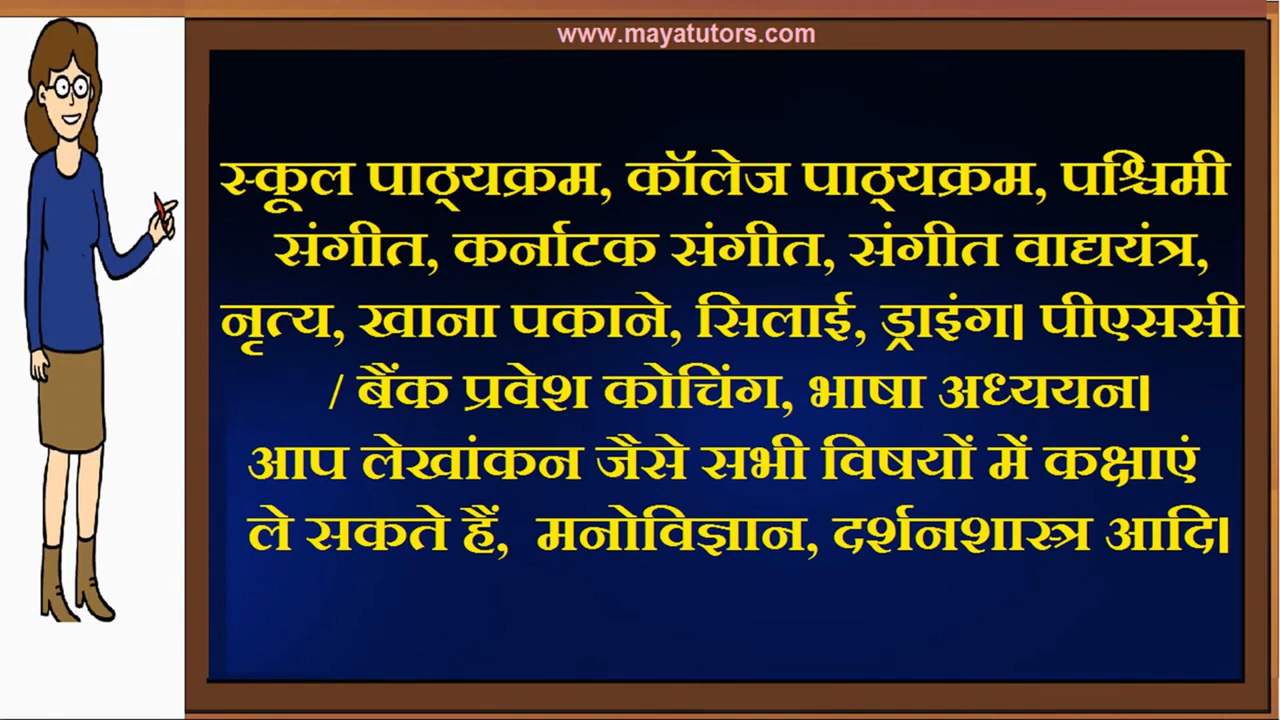 www.mayatutors.com
स्कूल पाठ्यक्रम, कॉलेज पाठ्यक्रम, पश्चिमी
संगीत, कर्नाटक संगीत, संगीत वाद्ययंत्र,
नृत्य, खाना पकाने, सिलाई, ड्राइंग। पीएससी
/ बैंक प्रवेश कोचिंग, भाषा अध्ययन।
आप लेखांकन जैसे सभी विषयों में कक्षाएं
ले सकते हैं, मनोविज्ञान, दर्शनशास्त्र आदि।